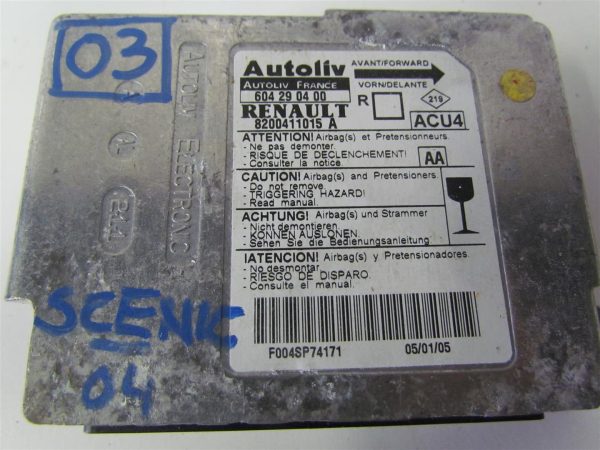 03
AUTOLIV ELECTRONIC
244
SCENIC
04
Autoliv
AUTOLIV FRANCE
604 29 04 00
RENAULT
8200411015 A
AVANT/FORWARD
VORN/DELANTE
R
219
ACU4
ATTENTION! Airbag(s) et Pretensionneurs.
- Ne pas demonter.
- RISQUE DE DECLENCHEMENT!
- Consulter la notice.
AA
CAUTION! Airbag(s) and Pretensioners.
- Do not remove.
- TRIGGERING HAZARD!
- Read manual.
ACHTUNG! Airbag(s) und Strammer
- Nicht demontieren.
- KONNEN AUSLONEN.
- Sehen Sie die Bedienungsanleitung
!ATENCION! Airbag(s) y Pretensionadores.
- No desmontar.
- RIESGO DE DISPARO.
- Consulte el manual.
F004SP74171
05/01/05